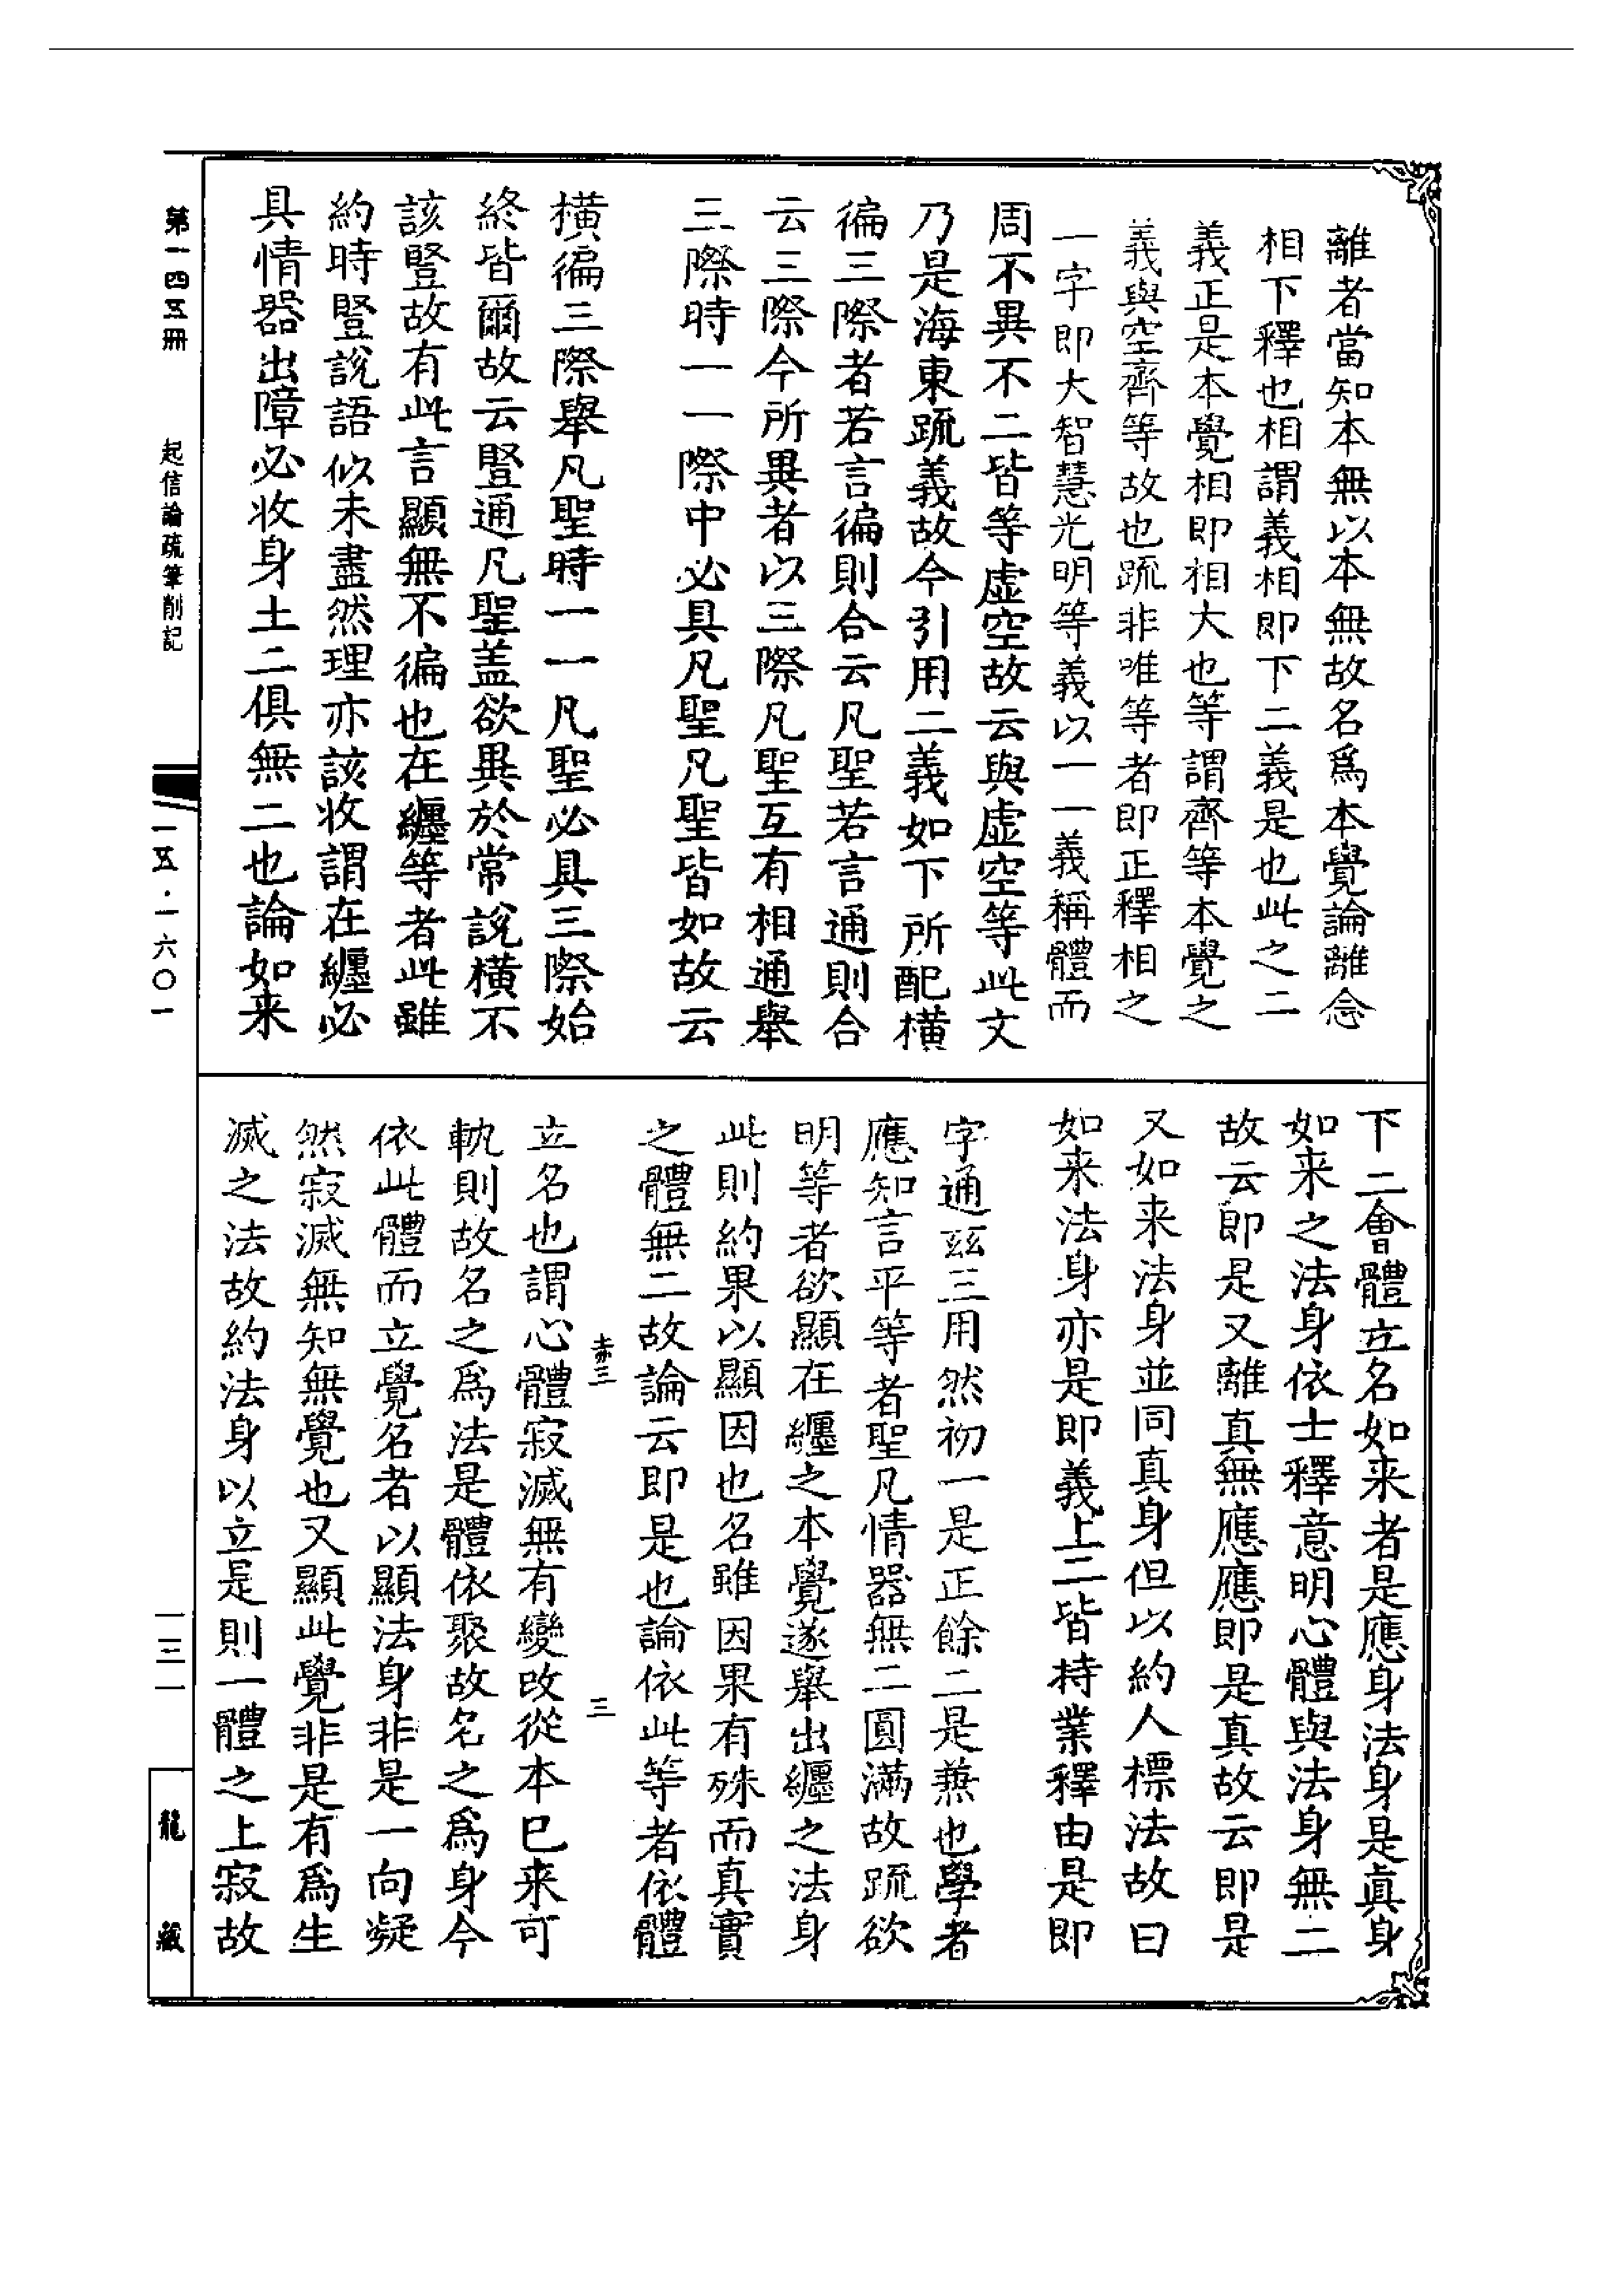 離者當知本無以本無故名爲本覺論離念
相下釋也相謂義相即下二義是也此之二
義正是本覺相即相大也等謂齊等本覺之
義與空齊等故也疏非唯等者即正釋相之
一字即大智慧光明等義以一一義稱體而
周不異不二皆等虛空故云與虛空等此文
乃是海東疏義故今引用二義如下所配橫
徧三際者若言徧則合云凡聖若言通則合
云三際今所異者以三際凡聖互有相通舉
三際時一一際中必具凡聖凡聖皆如故云
橫徧三際舉凡聖時一一凡聖必具三際始
終皆爾故云豎通凡聖盖欲異於常說橫不
該豎故有此言顯無不徧也在纏等者此雖
約時豎說語似未盡然理亦該收謂在纏必
具情器出障必收身土二俱無二也論如来
下二會體立名如来者是應身法身是眞身
如来之法身依士釋意明心體與法身無二
故云即是又離真無應應即是真故云即是
又如来法身並同真身但以約人標法故曰
如来法身亦是即義上二皆持業釋由是即
字通茲三用然初一是正餘二是兼也學者
應知言平等者聖凡情器無二圓滿故疏欲
明等者欲顯在纏之本覺遂舉出纏之法身
此則約果以顯因也名雖因果有殊而真實
之體無二故論云即是也論依此等者依體
赤三　三
立名也謂心體寂滅無有變改從本已来可
軌則故名之爲法是體依聚故名之爲身今
依此體而立覺名者以顯法身非是一向凝
然寂滅無知無覺也又顯此覺非是有爲生
滅之法故約法身以立是則一體之上寂故
第一四五冊
起信論疏筆削記
一五·一六〇一
一三一
龍藏